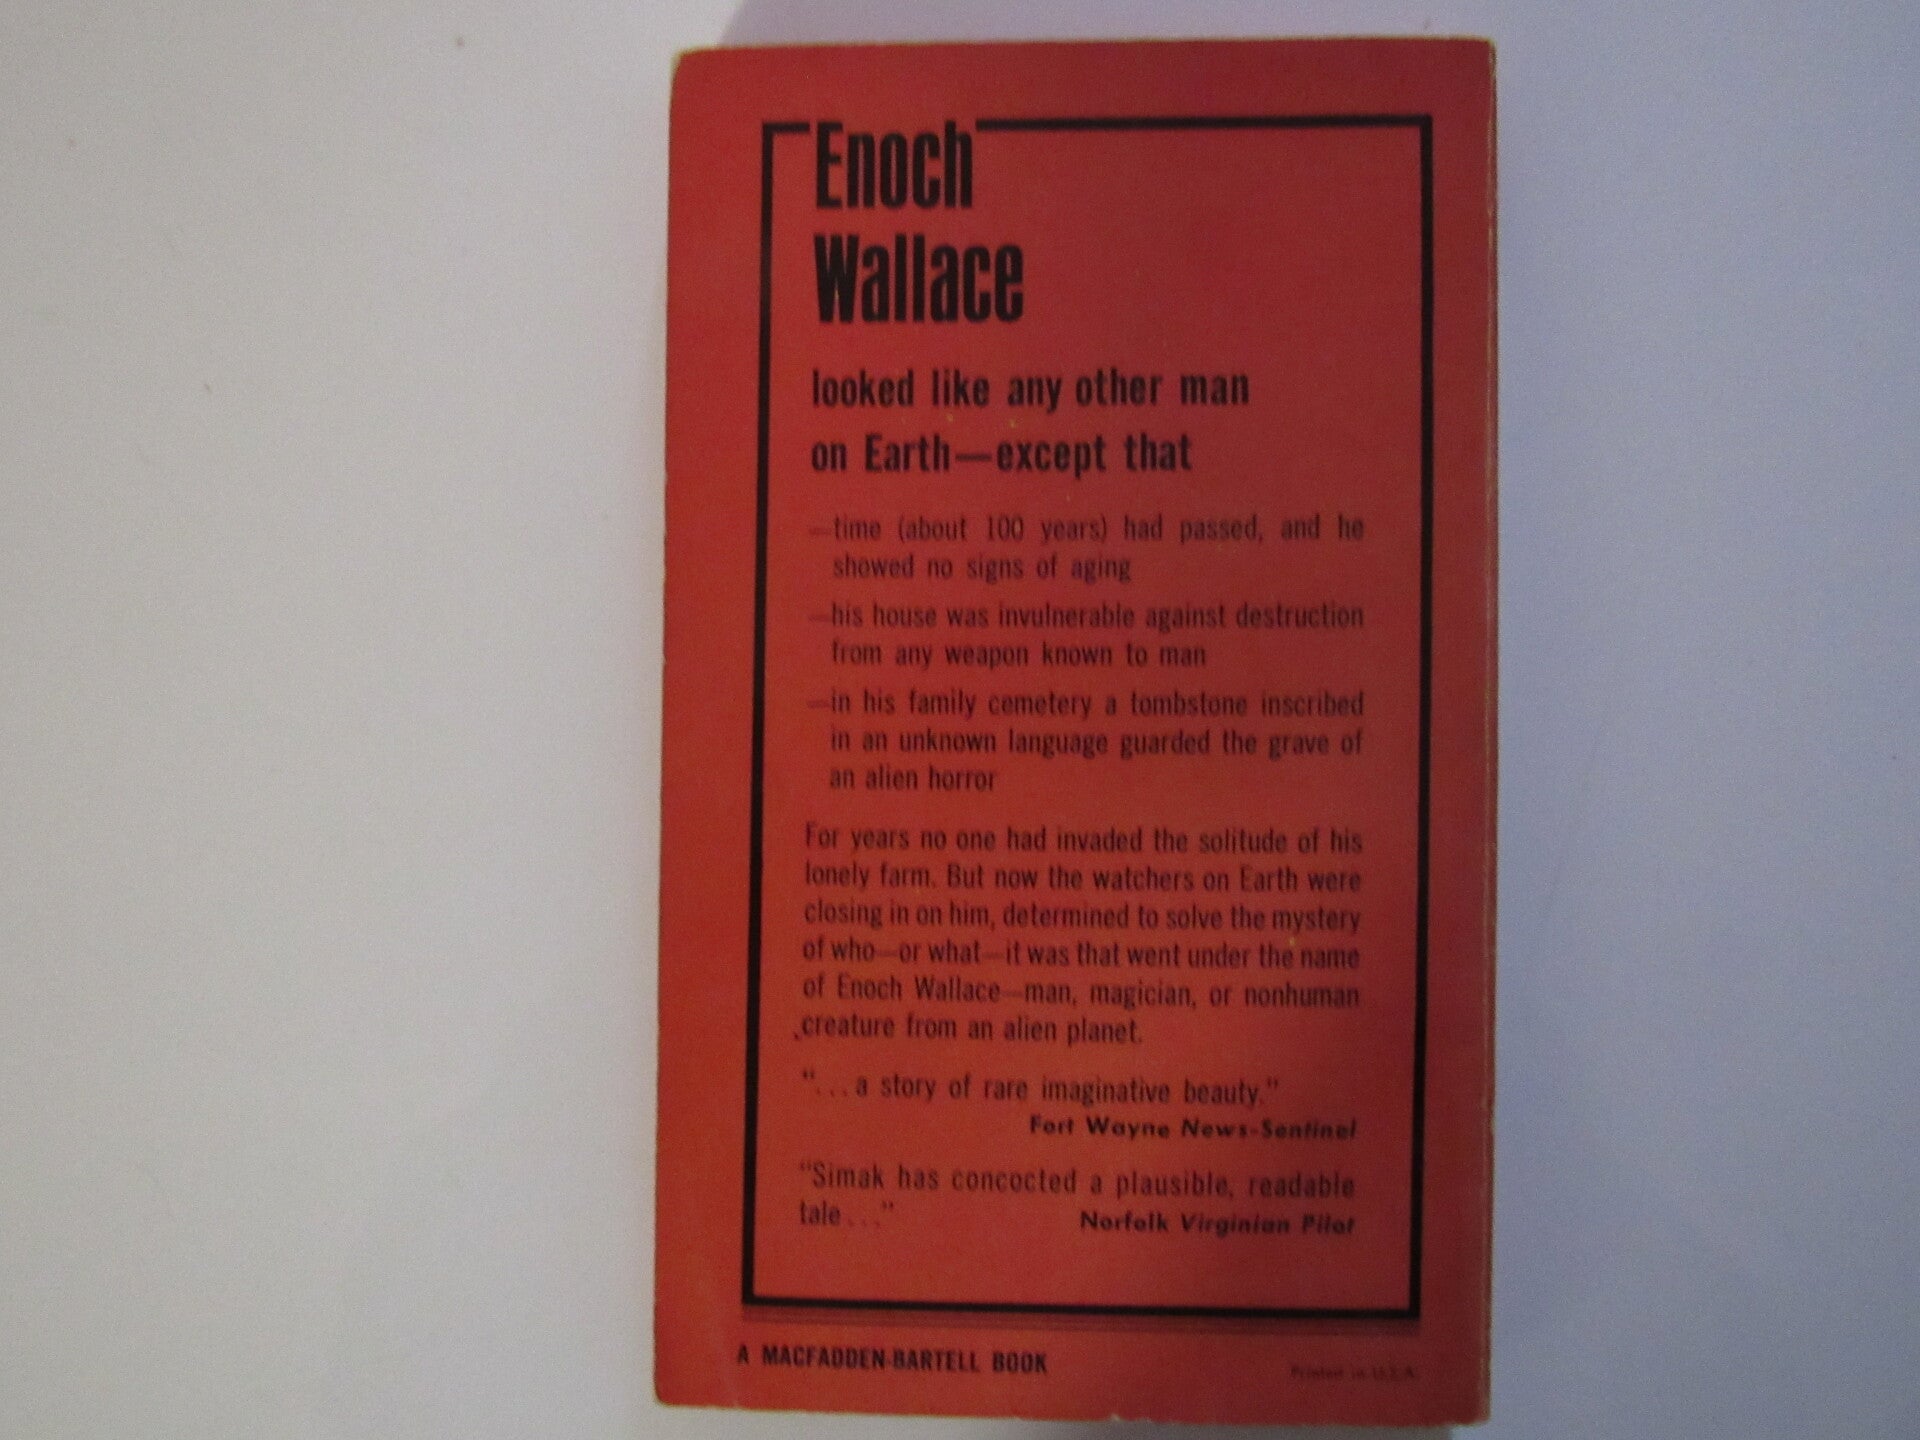 Enoch
Wallace
looked like any other man
on Earth—except that
—time (about 100 years) had passed, and he
showed no signs of aging
—his house was invulnerable against destruction
from any weapon known to man
—in his family cemetery a tombstone inscribed
in an unknown language guarded the grave of
an alien horror
For years no one had invaded the solitude of his
lonely farm. But now the watchers on Earth were
closing in on him, determined to solve the mystery
of who—or what—it was that went under the name
of Enoch Wallace—man, magician, or nonhuman
creature from an alien planet.
"...a story of rare imaginative beauty."
Fort Wayne News-Sentinel
"Simak has concocted a plausible, readable
tale..." Norfolk Virginian Pilot
A MACFADDEN-BARTELL BOOK
Printed in U.S.A.